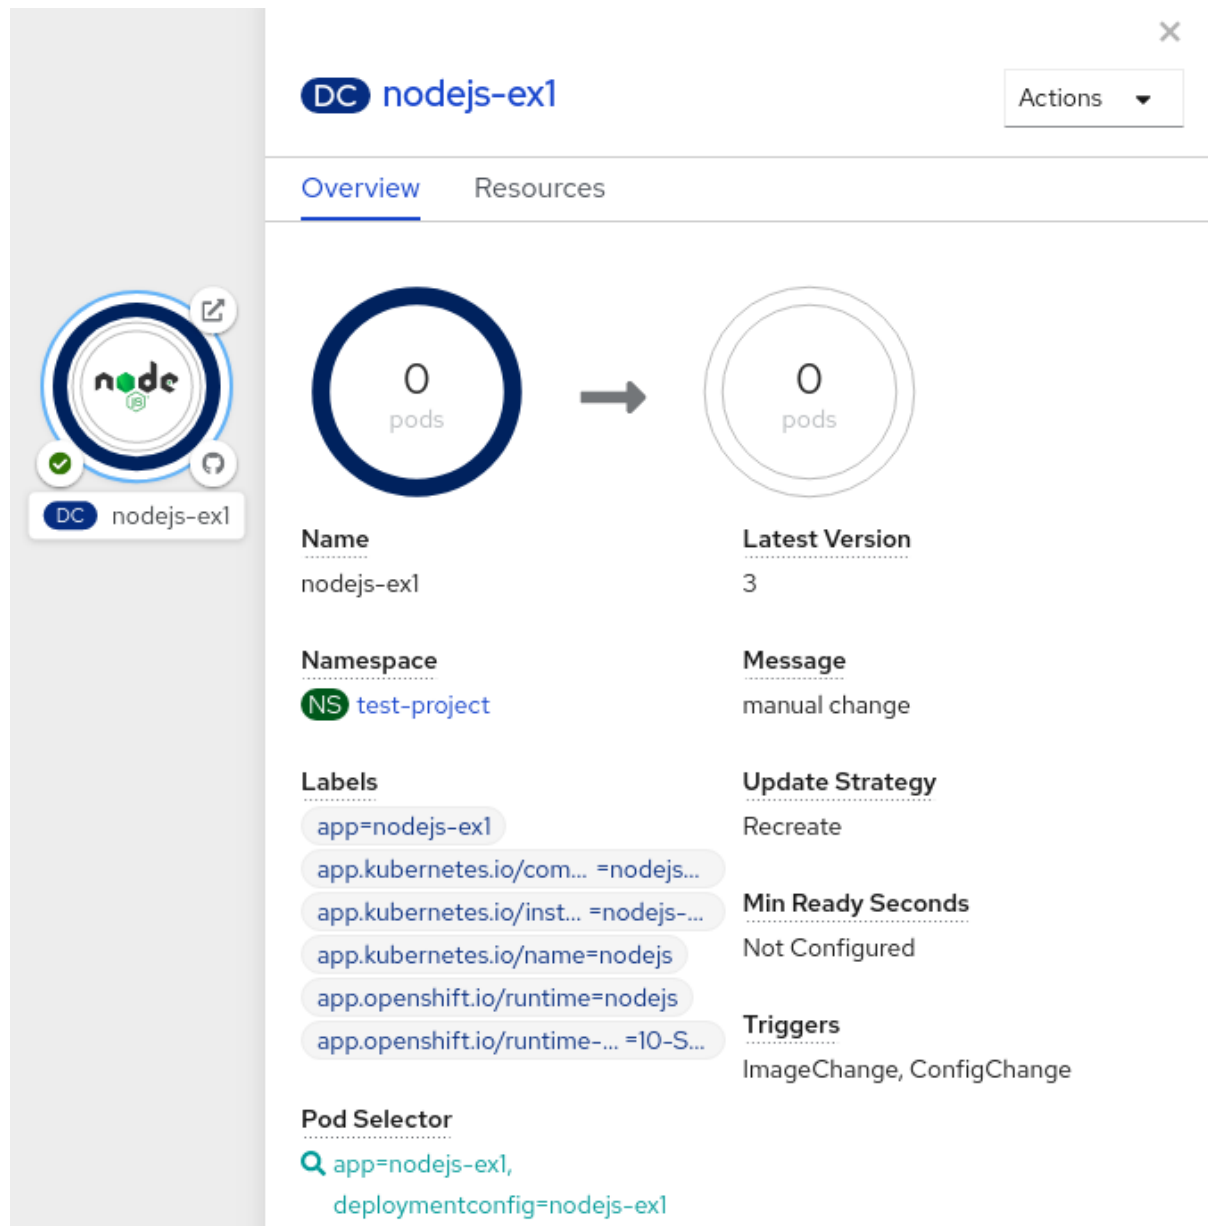 DC nodejs-ex1
Actions
Overview Resources
node
JS
0
pods
0
pods
DC nodejs-ex1
Name
nodejs-ex1
Latest Version
3
Namespace
NS test-project
Message
manual change
Labels
app=nodejs-ex1
app.kubernetes.io/com... =nodejs...
app.kubernetes.io/inst... =nodejs-...
app.kubernetes.io/name=nodejs
app.openshift.io/runtime=nodejs
app.openshift.io/runtime-... =10-S...
Update Strategy
Recreate
Min Ready Seconds
Not Configured
Triggers
ImageChange, ConfigChange
Pod Selector
app=nodejs-ex1,
deploymentconfig=nodejs-ex1